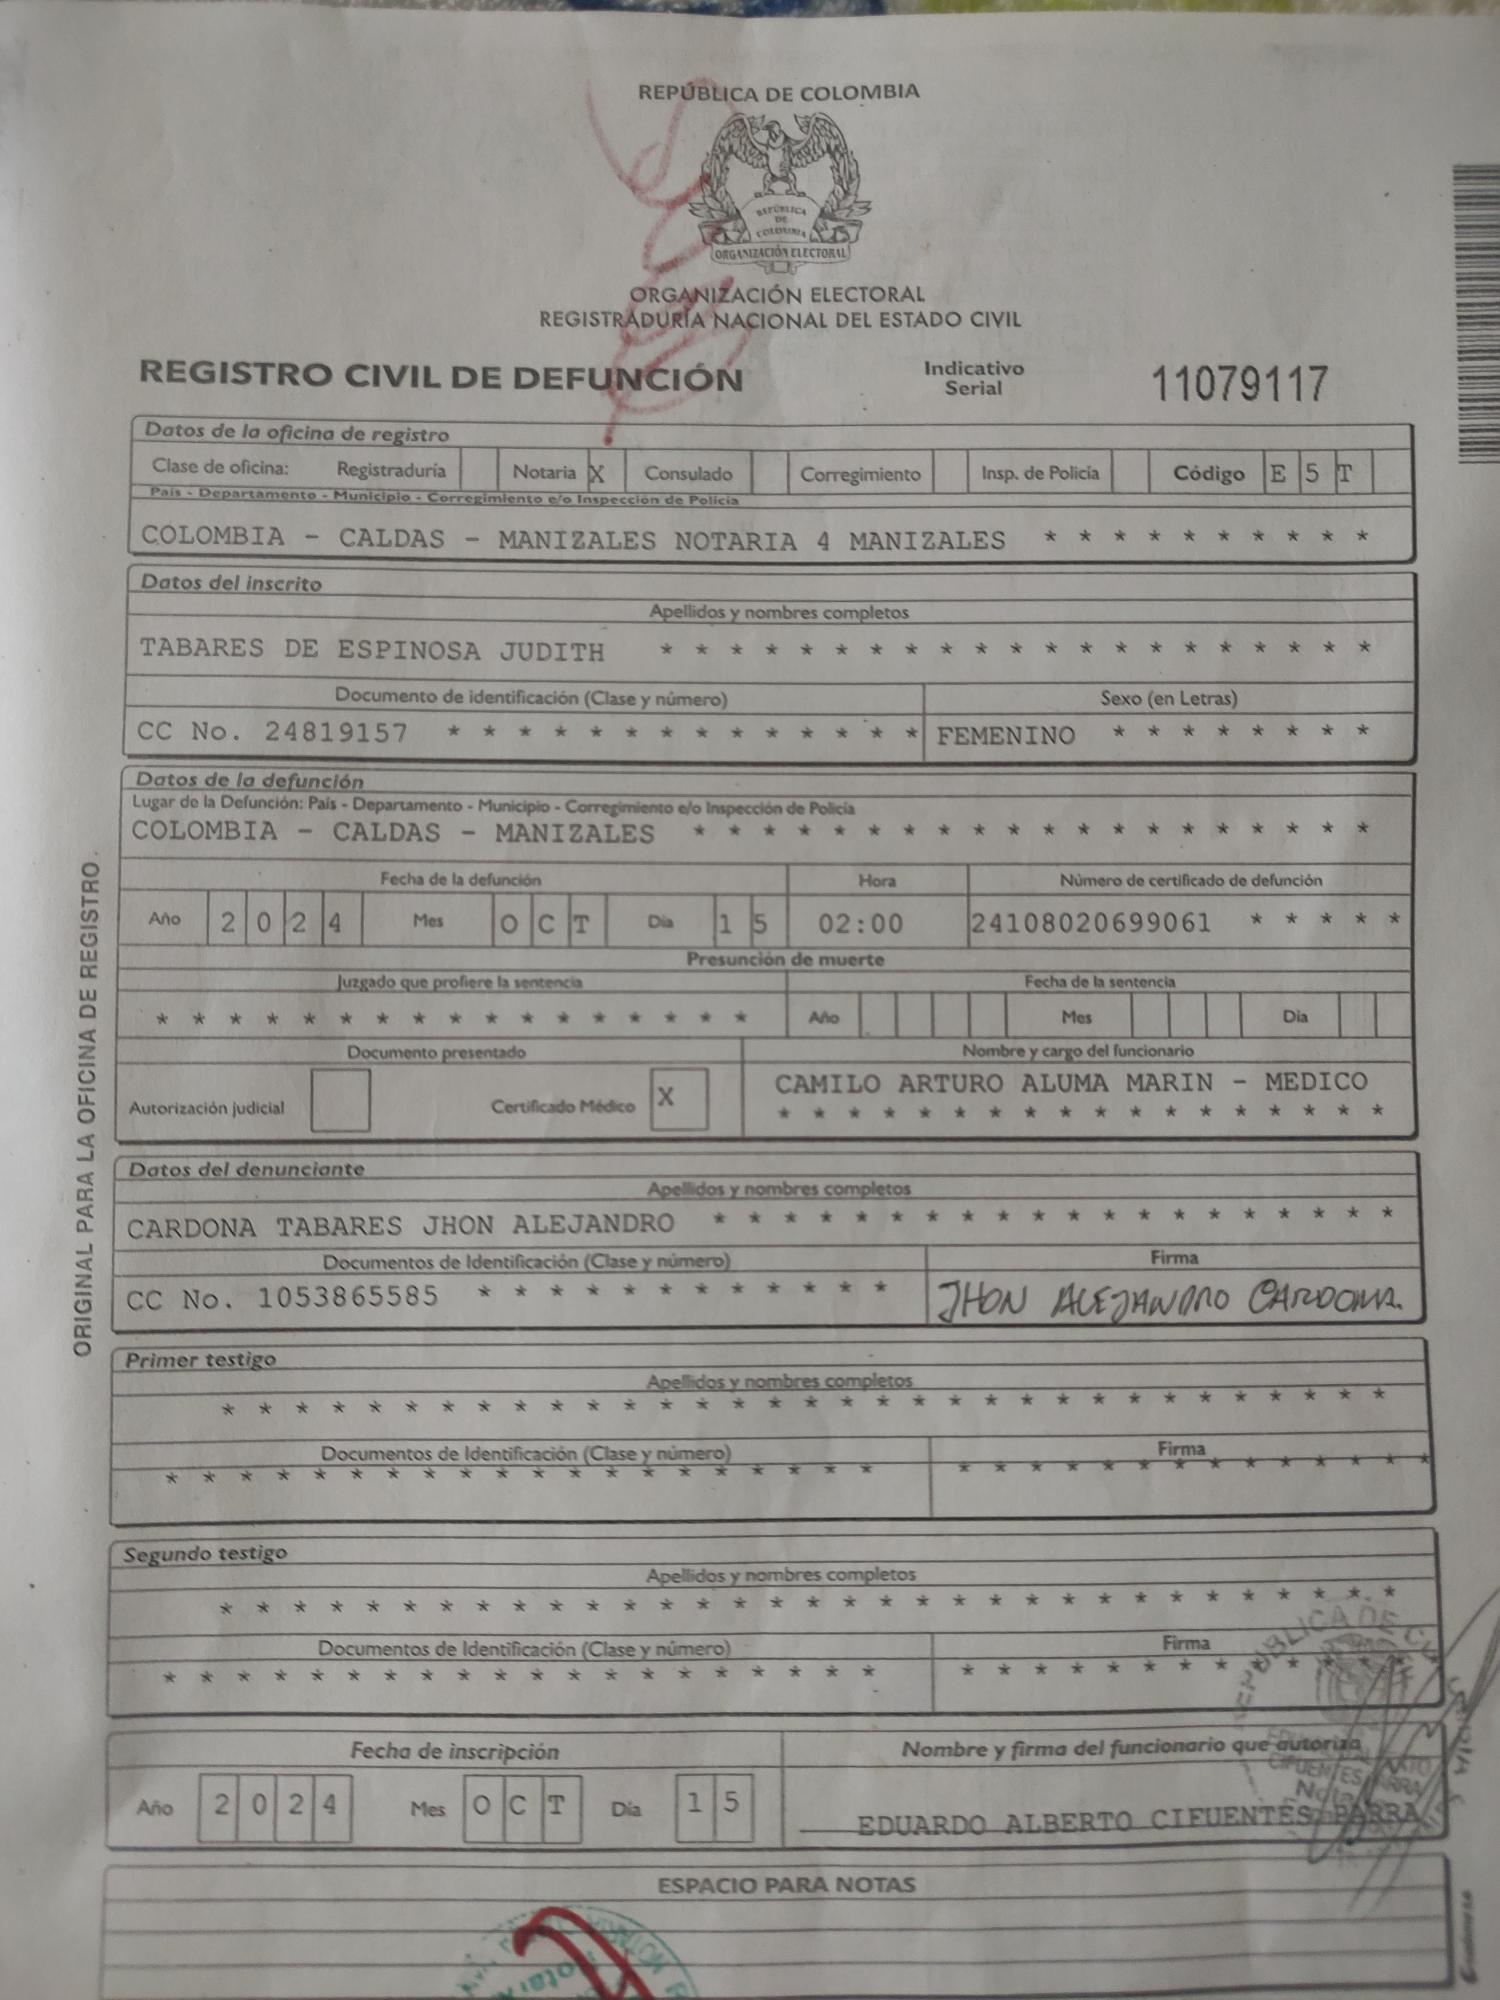 REPÚBLICA DE COLOMBIA
REPÚBLICA
DE
COLOMBIA
ORGANIZACIÓN ELECTORAL
ORGANIZACIÓN ELECTORAL
REGISTRADURÍA NACIONAL DEL ESTADO CIVIL
REGISTRO CIVIL DE DEFUNCIÓN
Indicativo
Serial
11079117
Datos de la oficina de registro
Clase de oficina: Registraduría Notaria X Consulado Corregimiento Insp. de Policía Código E 5 T
País - Departamento - Municipio - Corregimiento e/o Inspección de Policía
COLOMBIA - CALDAS - MANIZALES NOTARIA 4 MANIZALES * * * * * * * * * *
Datos del inscrito
Apellidos y nombres completos
TABARES DE ESPINOSA JUDITH * * * * * * * * * * * * * * * * * * * * *
Documento de identificación (Clase y número) Sexo (en Letras)
CC No. 24819157 * * * * * * * * * * * * * * FEMENINO * * * * * * * *
Datos de la defunción
Lugar de la Defunción: País - Departamento - Municipio - Corregimiento e/o Inspección de Policía
COLOMBIA - CALDAS - MANIZALES * * * * * * * * * * * * * * * * * * * *
Fecha de la defunción Hora Número de certificado de defunción
Año 2 0 2 4 Mes O C T Día 1 5 02:00 24108020699061 * * * * *
Presunción de muerte
Juzgado que profiere la sentencia Fecha de la sentencia
* * * * * * * * * * * * * * * * * Año Mes Día
Documento presentado Nombre y cargo del funcionario
Autorización judicial Certificado Médico X CAMILO ARTURO ALUMA MARIN - MEDICO
* * * * * * * * * * * * * * * * * *
Datos del denunciante
Apellidos y nombres completos
CARDONA TABARES JHON ALEJANDRO * * * * * * * * * * * * * * * * * * * *
Documentos de Identificación (Clase y número) Firma
CC No. 1053865585 * * * * * * * * * * * * JHON ALEJANDRO CARDONA.
Primer testigo
Apellidos y nombres completos
* * * * * * * * * * * * * * * * * * * * * * * * * * * * * * * * *
Documentos de Identificación (Clase y número) Firma
* * * * * * * * * * * * * * * * * * * * * * * * * * * * * * * * *
Segundo testigo
Apellidos y nombres completos
* * * * * * * * * * * * * * * * * * * * * * * * * * * * * * * * *
Documentos de Identificación (Clase y número) Firma
* * * * * * * * * * * * * * * * * * * * * * * * * * * * * * * * *
Fecha de inscripción Nombre y firma del funcionario que autoriza
Año 2 0 2 4 Mes O C T Día 1 5 EDUARDO ALBERTO CIFUENTES PARRA
ESPACIO PARA NOTAS
ORIGINAL PARA LA OFICINA DE REGISTRO.